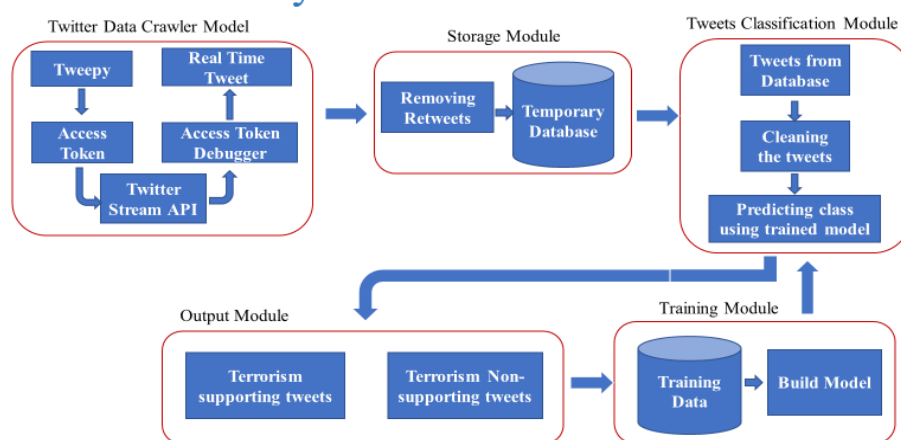 Twitter Data Crawler Model
Tweepy
Access
Token
Twitter
Stream API
Access Token
Debugger
Real Time
Tweet
Storage Module
Removing
Retweets
Temporary
Database
Tweets Classification Module
Tweets from
Database
Cleaning
the tweets
Predicting class
using trained model
Output Module
Terrorism
supporting tweets
Terrorism Non-
supporting tweets
Training Module
Training
Data
Build Model